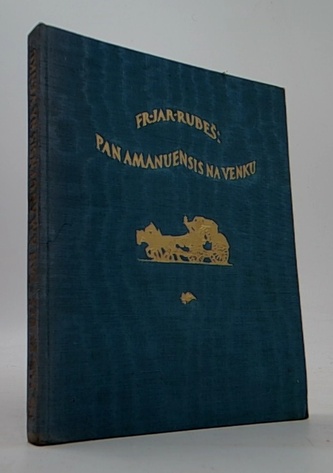 FR·JAR·RUBEŠ:
PAN AMANUENSIS NA VENKU